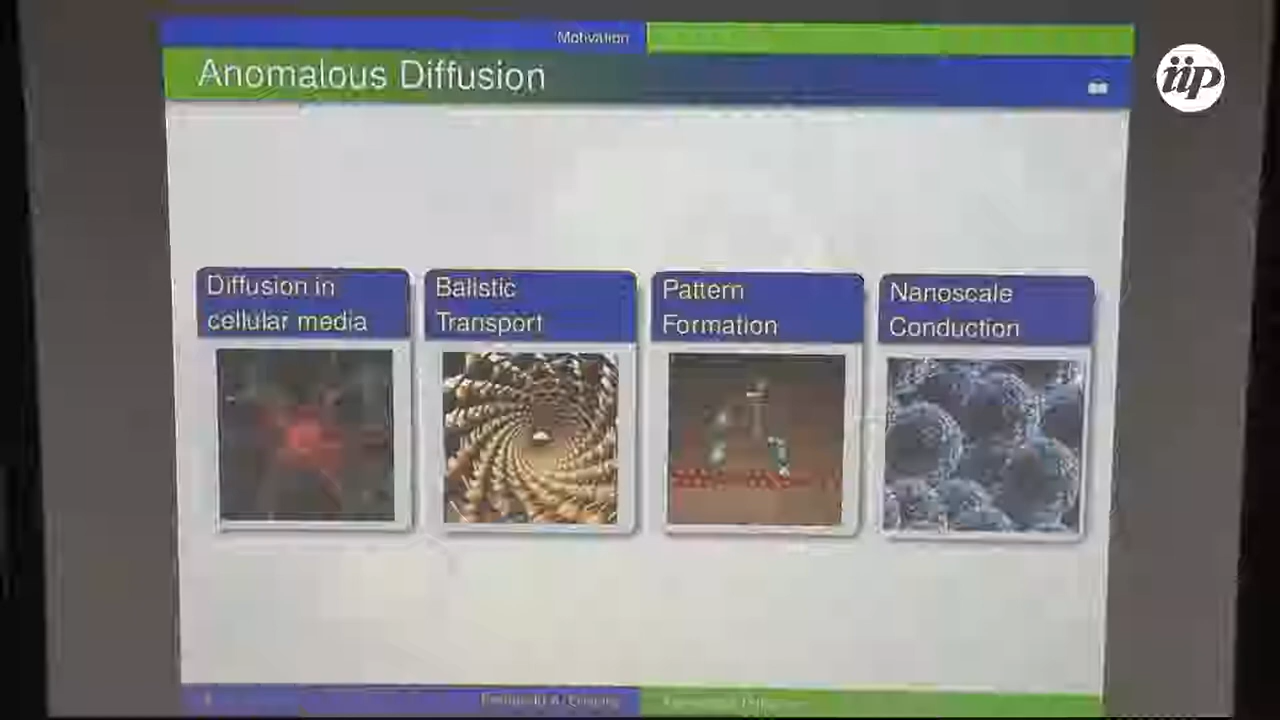 Motivation
Anomalous Diffusion
iip
Diffusion in
cellular media
Balistic
Transport
Pattern
Formation
Nanoscale
Conduction